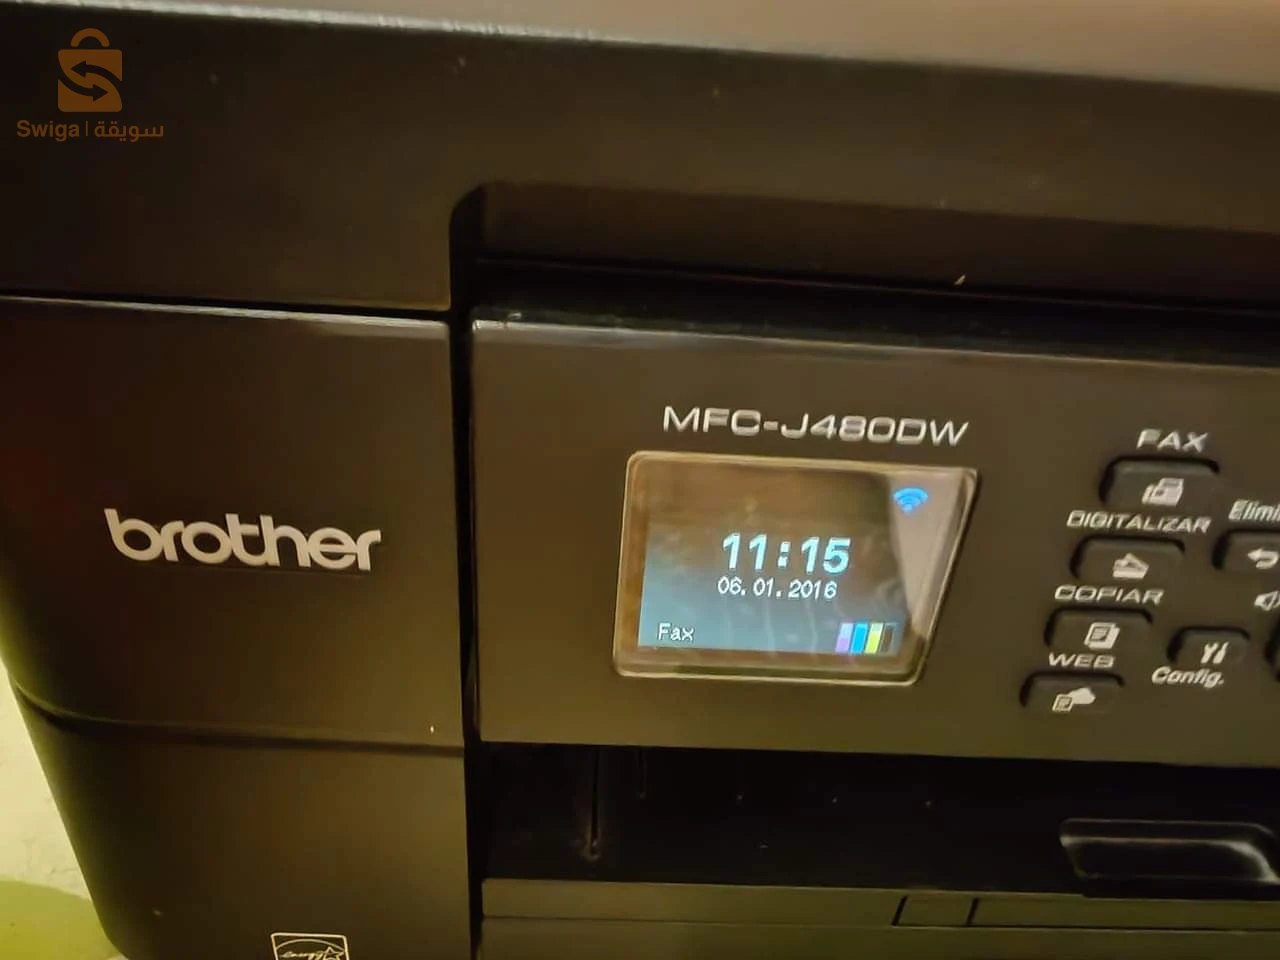 Swiga | سويقة
MFC-J480DW
brother
11:15
06.01.2016
Fax
FAX
DIGITALIZAR
COPIAR
WEB
Config.